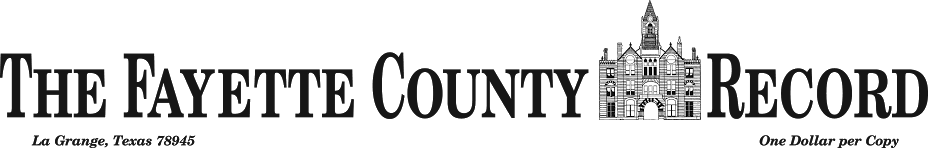 THE FAYETTE COUNTY RECORD
La Grange, Texas 78945 One Dollar per Copy